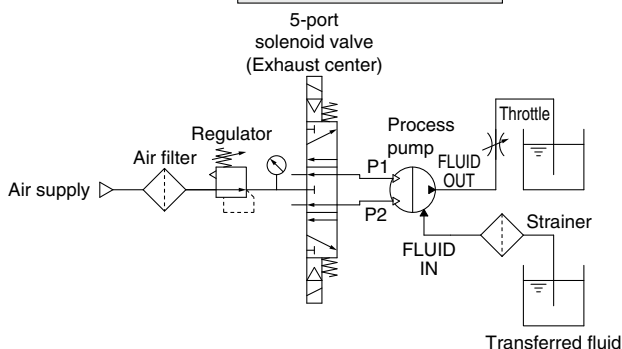 5-port
solenoid valve
(Exhaust center)
Regulator
Air filter
Air supply
Process
pump
P1
P2
FLUID
OUT
FLUID
IN
Throttle
Strainer
Transferred fluid